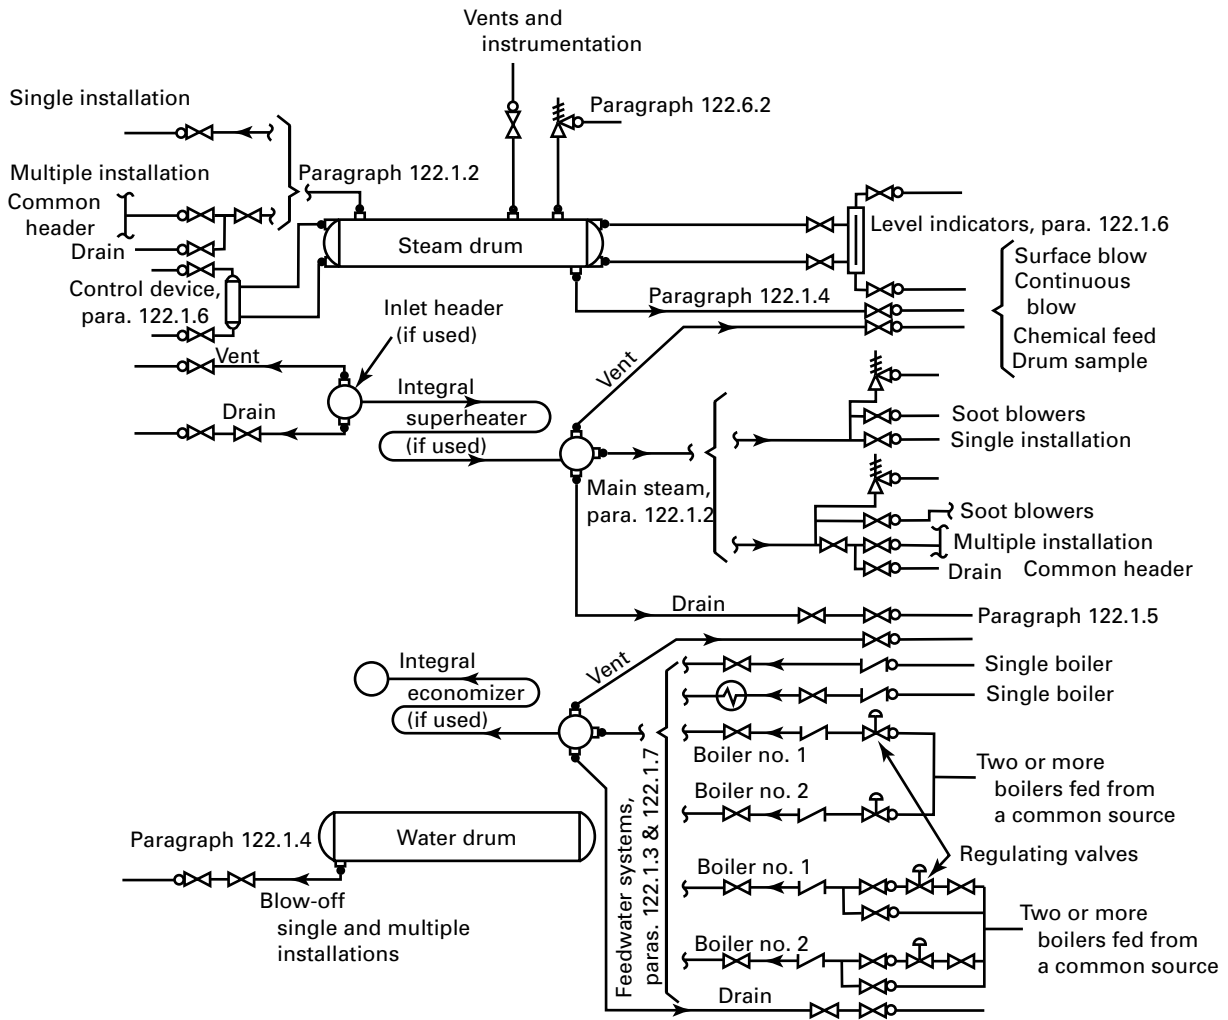 Vents and
instrumentation
Single installation
Paragraph 122.6.2
Multiple installation
Paragraph 122.1.2
Common
header
Drain
Steam drum
Level indicators, para. 122.1.6
Surface blow
Continuous
blow
Chemical feed
Drum sample
Control device,
para. 122.1.6
Inlet header
(if used)
Paragraph 122.1.4
Vent
Vent
Integral
superheater
(if used)
Drain
Soot blowers
Single installation
Main steam,
para. 122.1.2
Soot blowers
Multiple installation
Drain Common header
Drain
Paragraph 122.1.5
Vent
Integral
economizer
(if used)
Single boiler
Single boiler
Boiler no. 1
Boiler no. 2
Two or more
boilers fed from
a common source
Feedwater systems,
paras. 122.1.3 & 122.1.7
Paragraph 122.1.4
Water drum
Regulating valves
Boiler no. 1
Blow-off
single and multiple
installations
Boiler no. 2
Two or more
boilers fed from
a common source
Drain